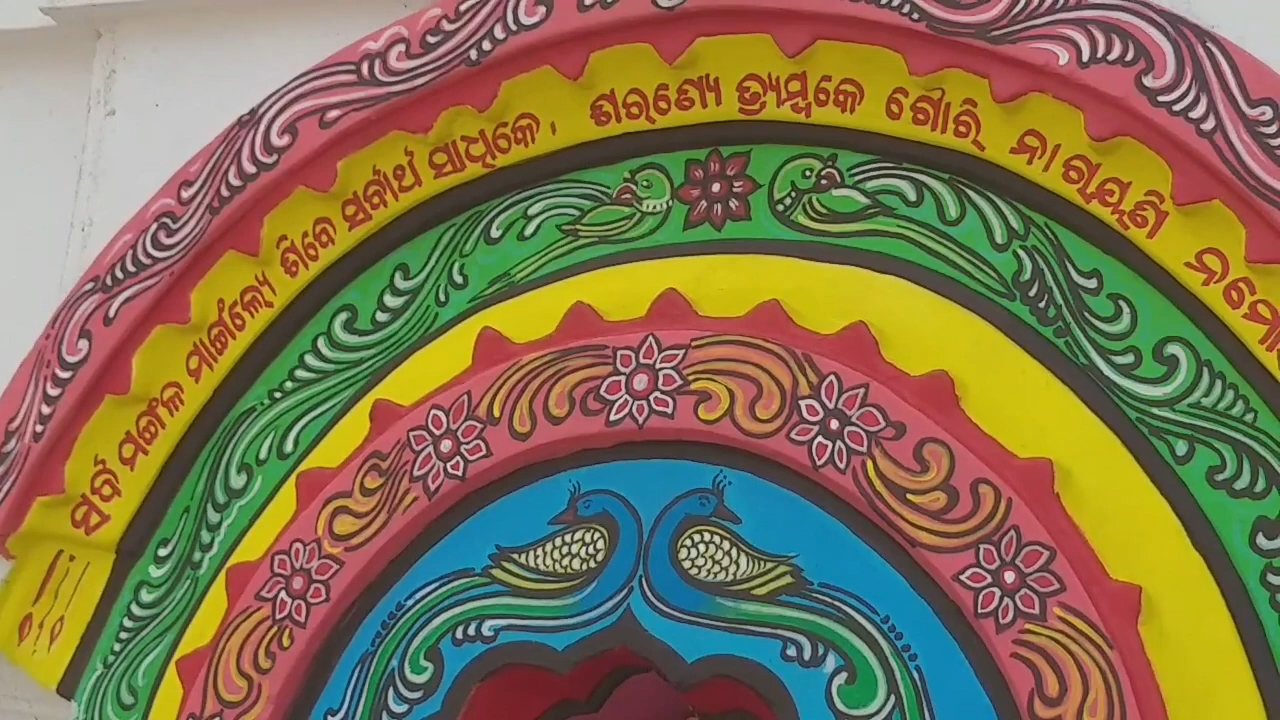 ସର୍ବ ମଙ୍ଗଳ ମାଙ୍ଗଲ୍ୟେ ଶିବେ ସର୍ବାର୍ଥ ସାଧିକେ । ଶରଣ୍ୟେ ତ୍ର୍ୟମ୍ବକେ ଗୌରି ନାରାୟଣି ନମୋ